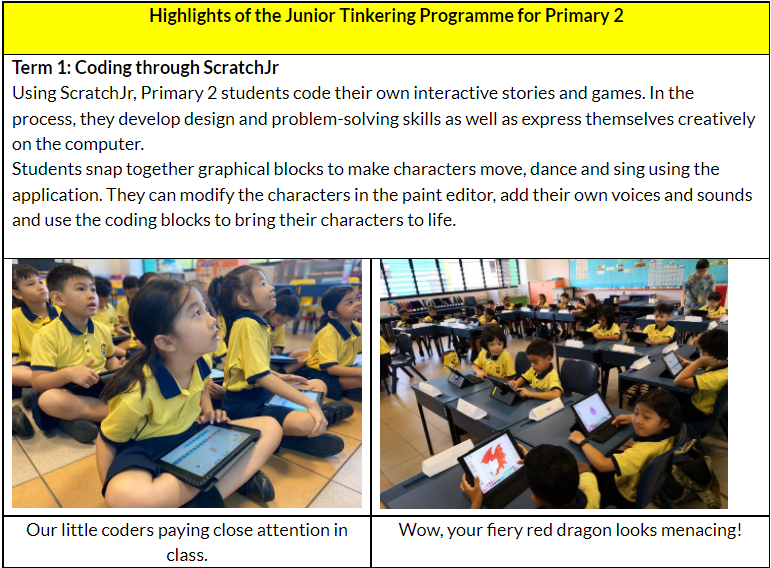 Highlights of the Junior Tinkering Programme for Primary 2
Term 1: Coding through ScratchJr
Using ScratchJr, Primary 2 students code their own interactive stories and games. In the
process, they develop design and problem-solving skills as well as express themselves creatively
on the computer.
Students snap together graphical blocks to make characters move, dance and sing using the
application. They can modify the characters in the paint editor, add their own voices and sounds
and use the coding blocks to bring their characters to life.
Our little coders paying close attention in
class.
Wow, your fiery red dragon looks menacing!